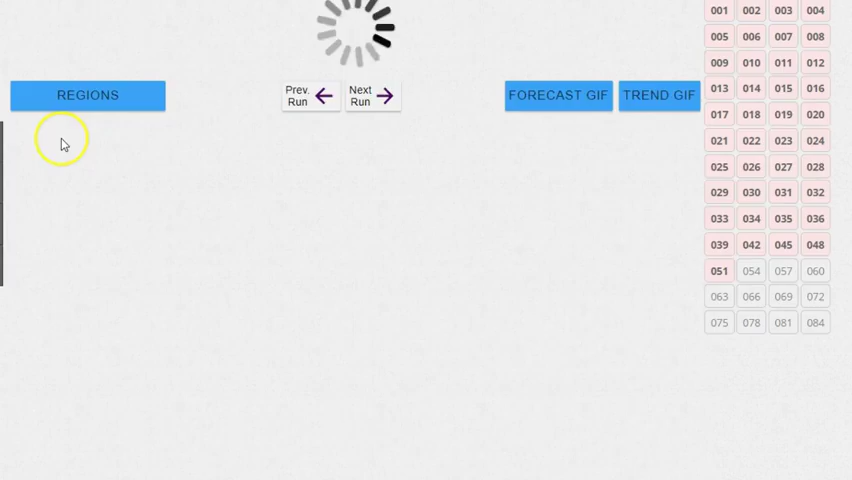 001 002 003 004
005 006 007 008
009 010 011 012
013 014 015 016
017 018 019 020
021 022 023 024
025 026 027 028
029 030 031 032
033 034 035 036
039 042 045 048
051 054 057 060
063 066 069 072
075 078 081 084
REGIONS
Prev.
Run
Next
Run
FORECAST GIF
TREND GIF